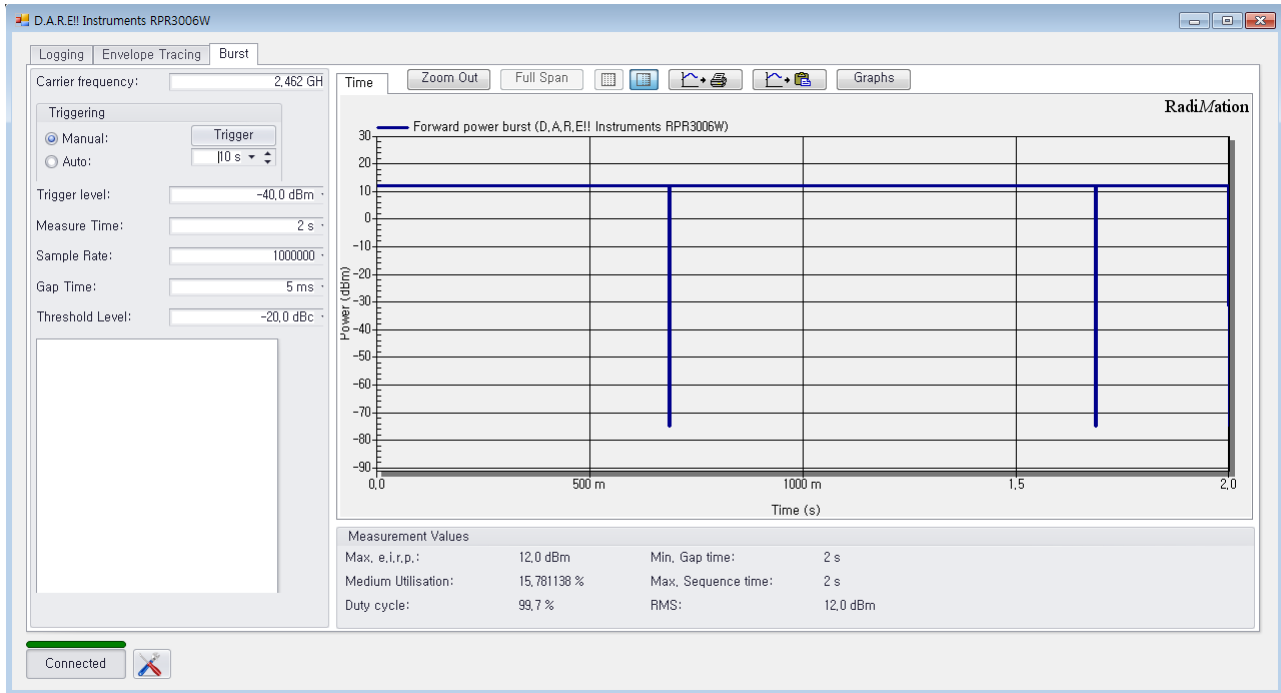 D.A.R.E!! Instruments RPR3006W
Logging Envelope Tracing Burst
Carrier frequency: 2,462 GH
Triggering
Manual: Trigger
Auto: 10 s
Trigger level: -40,0 dBm
Measure Time: 2 s
Sample Rate: 1000000
Gap Time: 5 ms
Threshold Level: -20,0 dBc
Time Zoom Out Full Span Graphs
RadiMation
Forward power burst (D,A,R,E!! Instruments RPR3006W)
30
20
10
0
-10
-20
-30
-40
-50
-60
-70
-80
-90
Power (dBm)
0,0 500 m 1000 m 1,5 2,0
Time (s)
Measurement Values
Max, e,i,r,p,: 12,0 dBm Min, Gap time: 2 s
Medium Utilisation: 15,781138 % Max, Sequence time: 2 s
Duty cycle: 99,7 % RMS: 12,0 dBm
Connected